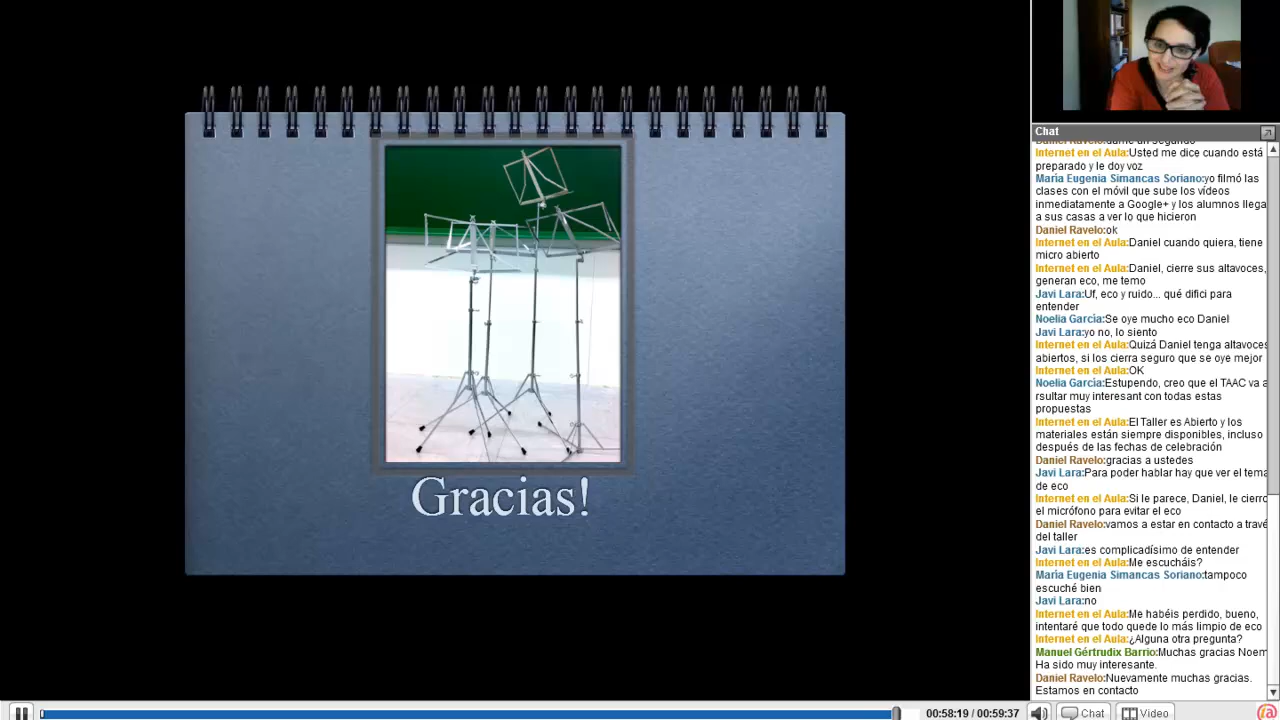 Gracias!
Chat
Daniel Ravelo:dame un segundo
Internet en el Aula:Usted me dice cuando está
preparado y le doy voz
María Eugenia Simancas Soriano:yo filmó las
clases con el móvil que sube los vídeos
inmediatamente a Google+ y los alumnos llega
a sus casas a ver lo que hicieron
Daniel Ravelo:ok
Internet en el Aula:Daniel cuando quiera, tiene
micro abierto
Internet en el Aula:Daniel, cierre sus altavoces,
generan eco, me temo
Javi Lara:Uf, eco y ruido... qué difici para
entender
Noelia Garcìa:Se oye mucho eco Daniel
Javi Lara:yo no, lo siento
Internet en el Aula:Quizá Daniel tenga altavoces
abiertos, si los cierra seguro que se oye mejor
Internet en el Aula:OK
Noelia Garcìa:Estupendo, creo que el TAAC va a
rsultar muy interesant con todas estas
propuestas
Internet en el Aula:El Taller es Abierto y los
materiales están siempre disponibles, incluso
después de las fechas de celebración
Daniel Ravelo:gracias a ustedes
Javi Lara:Para poder hablar hay que ver el tema
de eco
Internet en el Aula:Si le parece, Daniel, le cierro
el micrófono para evitar el eco
Daniel Ravelo:vamos a estar en contacto a travé
del taller
Javi Lara:es complicadísimo de entender
Internet en el Aula:Me escucháis?
María Eugenia Simancas Soriano:tampoco
escuché bien
Javi Lara:no
Internet en el Aula:Me habéis perdido, bueno,
intentaré que todo quede lo más limpio de eco
Internet en el Aula:¿Alguna otra pregunta?
Manuel Gértrudix Barrio:Muchas gracias Noem
Ha sido muy interesante.
Daniel Ravelo:Nuevamente muchas gracias.
Estamos en contacto
00:58:19 / 00:59:37
Chat
Video